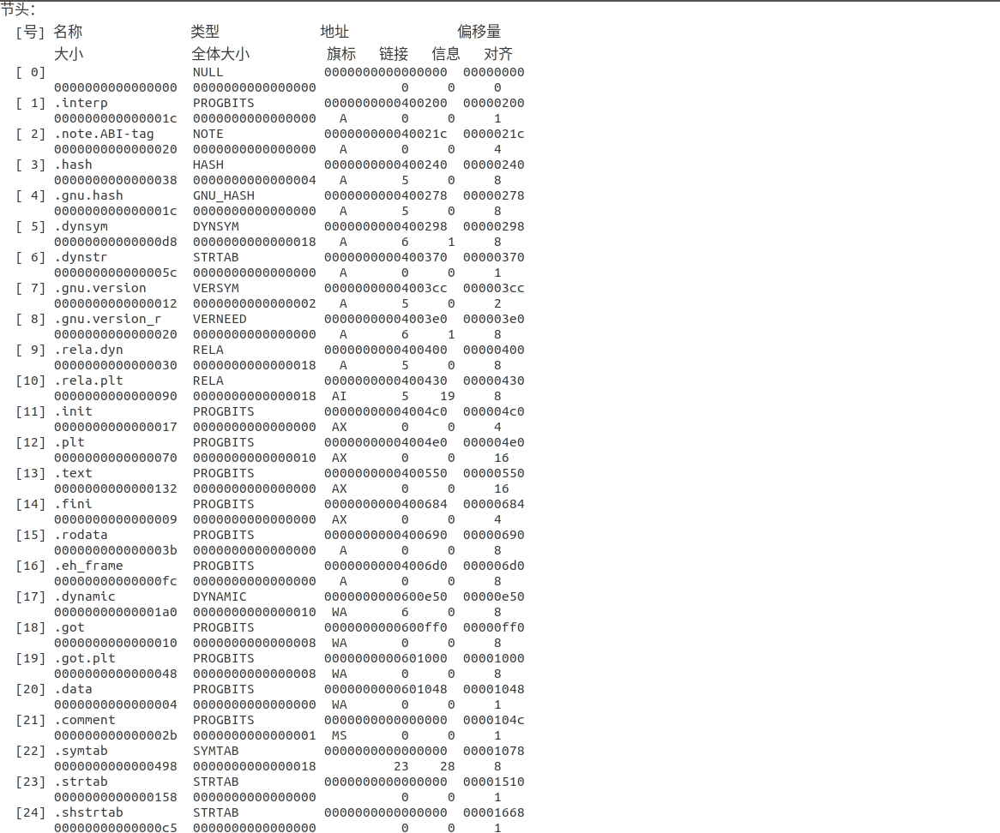 节头:
[号] 名称 类型 地址 偏移量
大小 全体大小 旗标 链接 信息 对齐
[ 0] NULL 0000000000000000 00000000
0000000000000000 0000000000000000 0 0 0
[ 1] .interp PROGBITS 0000000000400200 00000200
000000000000001c 0000000000000000 A 0 0 1
[ 2] .note.ABI-tag NOTE 000000000040021c 0000021c
0000000000000020 0000000000000000 A 0 0 4
[ 3] .hash HASH 0000000000400240 00000240
0000000000000038 0000000000000004 A 5 0 8
[ 4] .gnu.hash GNU_HASH 0000000000400278 00000278
000000000000001c 0000000000000000 A 5 0 8
[ 5] .dynsym DYNSYM 0000000000400298 00000298
00000000000000d8 0000000000000018 A 6 1 8
[ 6] .dynstr STRTAB 0000000000400370 00000370
000000000000005c 0000000000000000 A 0 0 1
[ 7] .gnu.version VERSYM 00000000004003cc 000003cc
0000000000000012 0000000000000002 A 5 0 2
[ 8] .gnu.version_r VERNEED 00000000004003e0 000003e0
0000000000000020 0000000000000000 A 6 1 8
[ 9] .rela.dyn RELA 0000000000400400 00000400
0000000000000030 0000000000000018 A 5 0 8
[10] .rela.plt RELA 0000000000400430 00000430
0000000000000090 0000000000000018 AI 5 19 8
[11] .init PROGBITS 00000000004004c0 000004c0
0000000000000017 0000000000000000 AX 0 0 4
[12] .plt PROGBITS 00000000004004e0 000004e0
0000000000000070 0000000000000010 AX 0 0 16
[13] .text PROGBITS 0000000000400550 00000550
0000000000000132 0000000000000000 AX 0 0 16
[14] .fini PROGBITS 0000000000400684 00000684
0000000000000009 0000000000000000 AX 0 0 4
[15] .rodata PROGBITS 0000000000400690 00000690
000000000000003b 0000000000000000 A 0 0 8
[16] .eh_frame PROGBITS 00000000004006d0 000006d0
00000000000000fc 0000000000000000 A 0 0 8
[17] .dynamic DYNAMIC 0000000000600e50 00000e50
00000000000001a0 0000000000000010 WA 6 0 8
[18] .got PROGBITS 0000000000600ff0 00000ff0
0000000000000010 0000000000000008 WA 0 0 8
[19] .got.plt PROGBITS 0000000000601000 00001000
0000000000000048 0000000000000008 WA 0 0 8
[20] .data PROGBITS 0000000000601048 00001048
0000000000000004 0000000000000000 WA 0 0 1
[21] .comment PROGBITS 0000000000000000 0000104c
000000000000002b 0000000000000001 MS 0 0 1
[22] .symtab SYMTAB 0000000000000000 00001078
0000000000000498 0000000000000018 23 28 8
[23] .strtab STRTAB 0000000000000000 00001510
0000000000000158 0000000000000000 0 0 1
[24] .shstrtab STRTAB 0000000000000000 00001668
00000000000000c5 0000000000000000 0 0 1